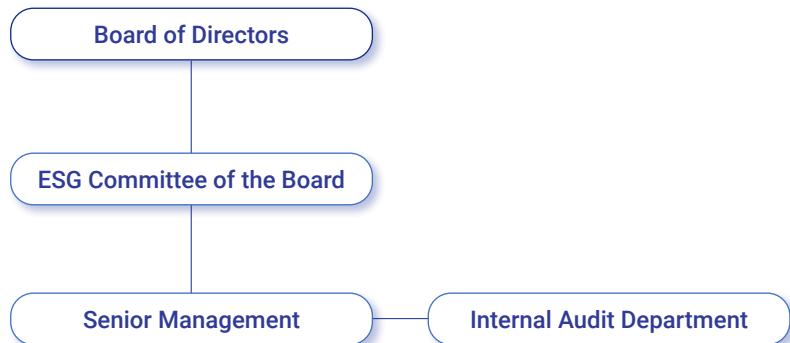 Board of Directors
ESG Committee of the Board
Senior Management
Internal Audit Department